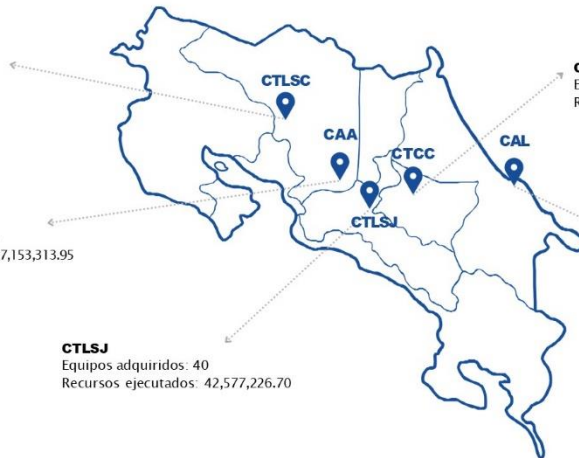 CTLSC
CAA
CTCC
CAL
CTLSJ
7,153,313.95
CTLSJ
Equipos adquiridos: 40
Recursos ejecutados: 42,577,226.70